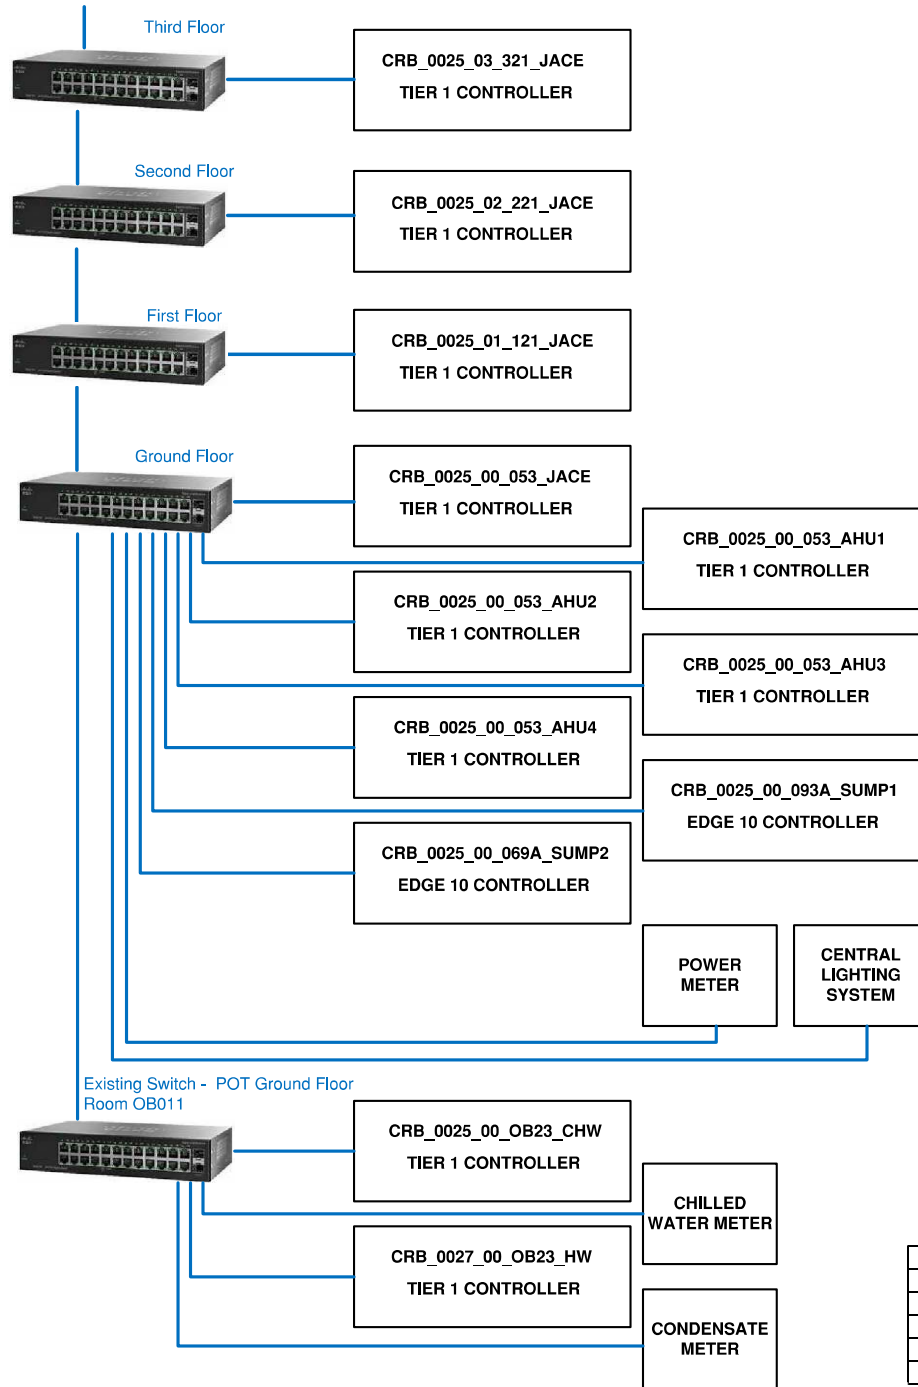 Third Floor
CRB_0025_03_321_JACE
TIER 1 CONTROLLER
Second Floor
CRB_0025_02_221_JACE
TIER 1 CONTROLLER
First Floor
CRB_0025_01_121_JACE
TIER 1 CONTROLLER
Ground Floor
CRB_0025_00_053_JACE
TIER 1 CONTROLLER
CRB_0025_00_053_AHU1
TIER 1 CONTROLLER
CRB_0025_00_053_AHU2
TIER 1 CONTROLLER
CRB_0025_00_053_AHU3
TIER 1 CONTROLLER
CRB_0025_00_053_AHU4
TIER 1 CONTROLLER
CRB_0025_00_093A_SUMP1
EDGE 10 CONTROLLER
CRB_0025_00_069A_SUMP2
EDGE 10 CONTROLLER
POWER
METER
CENTRAL
LIGHTING
SYSTEM
Existing Switch - POT Ground Floor
Room OB011
CRB_0025_00_OB23_CHW
TIER 1 CONTROLLER
CHILLED
WATER METER
CRB_0027_00_OB23_HW
TIER 1 CONTROLLER
CONDENSATE
METER